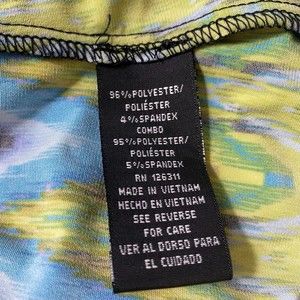 96%POLYESTER/
POLIÉSTER
4%SPANDEX
COMBO
95%POLYESTER/
POLIÉSTER
5%SPANDEX
RN 126311
MADE IN VIETNAM
HECHO EN VIETNAM
SEE REVERSE
FOR CARE
VER AL DORSO PARA
EL CUIDADO